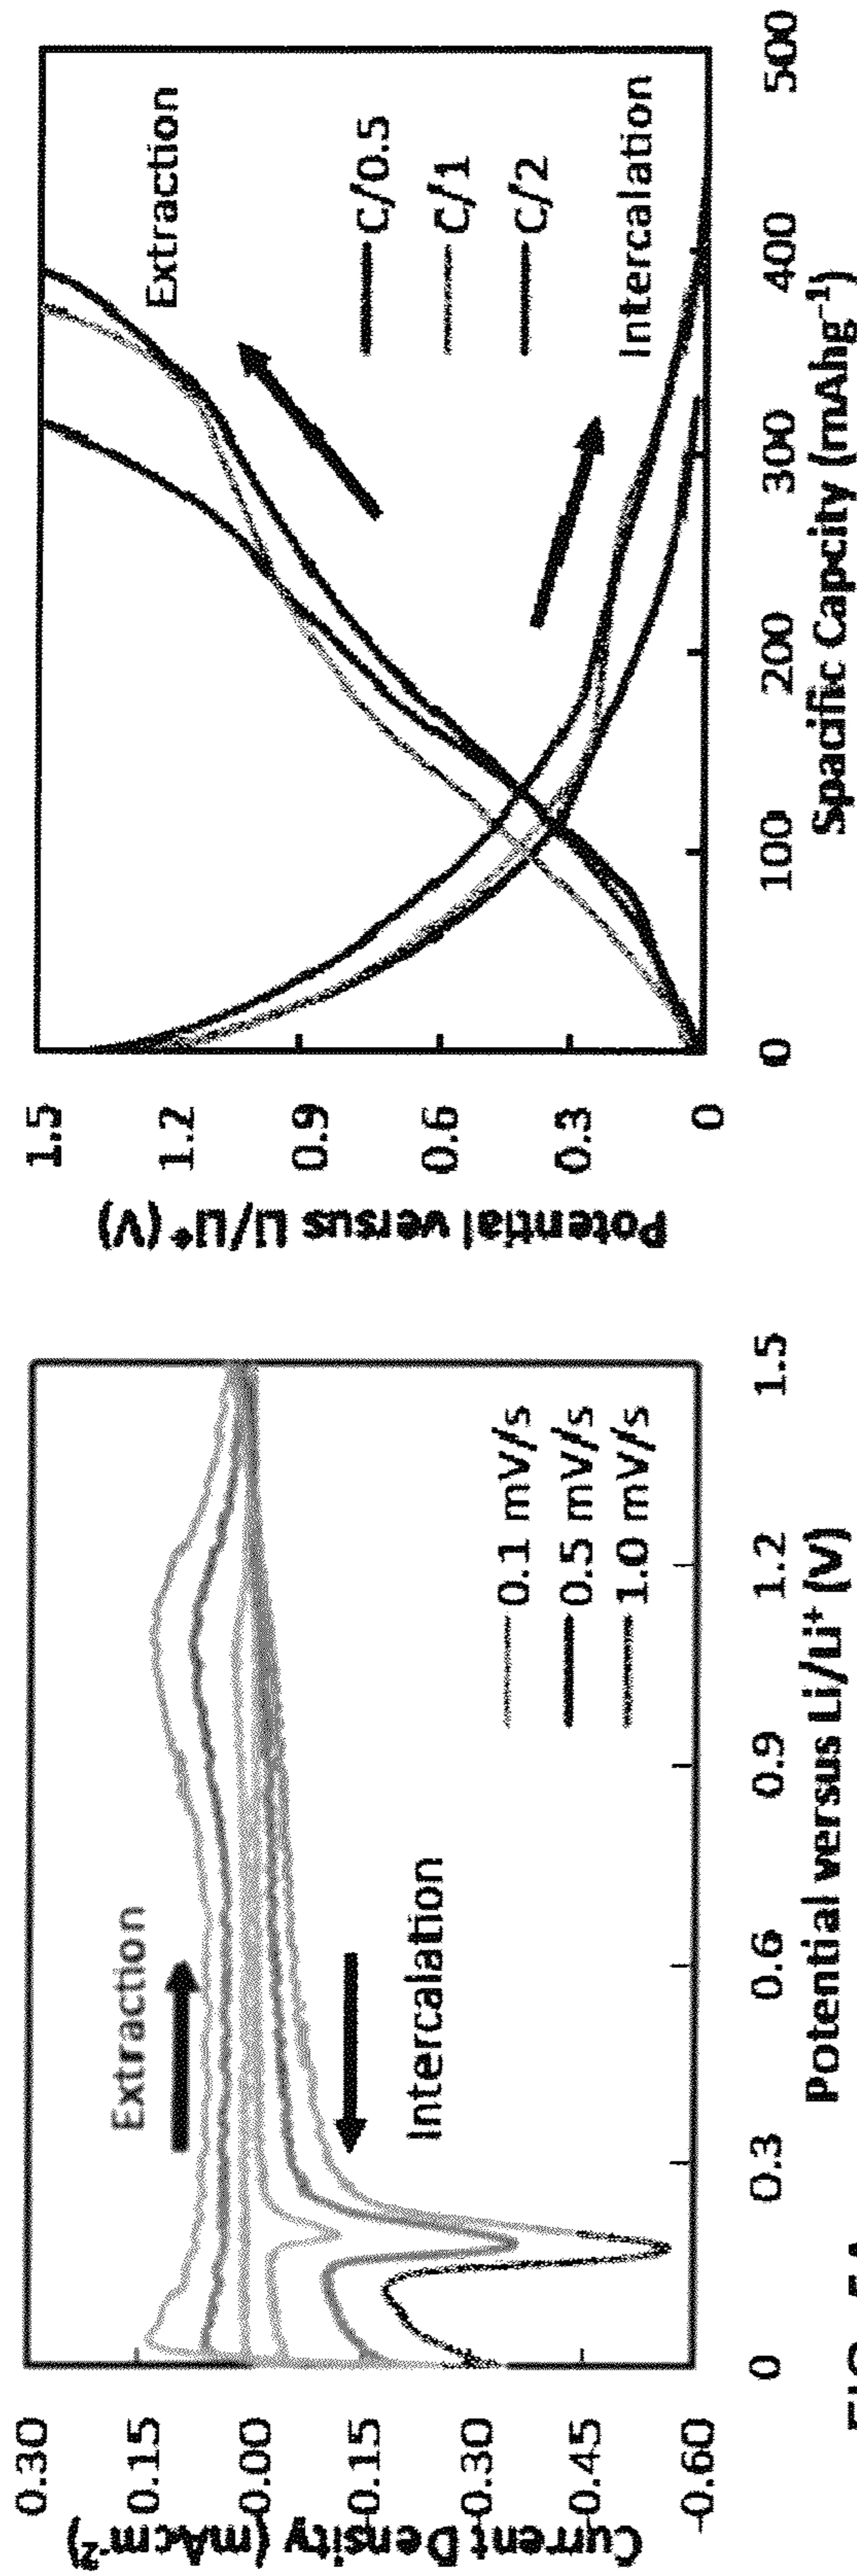 0.30
0.15
0.00
-0.15
-0.30
-0.45
-0.60
Current Density (mAcm-2)
Extraction
Intercalation
0.1 mV/s
0.5 mV/s
1.0 mV/s
0
0.3
0.6
0.9
1.2
1.5
Potential versus Li/Li+ (V)
1.5
1.2
0.9
0.6
0.3
0
Potential versus Li/Li+ (V)
Extraction
C/0.5
C/1
C/2
Intercalation
0
100
200
300
400
500
Spacific Capcity (mAhg⁻¹)